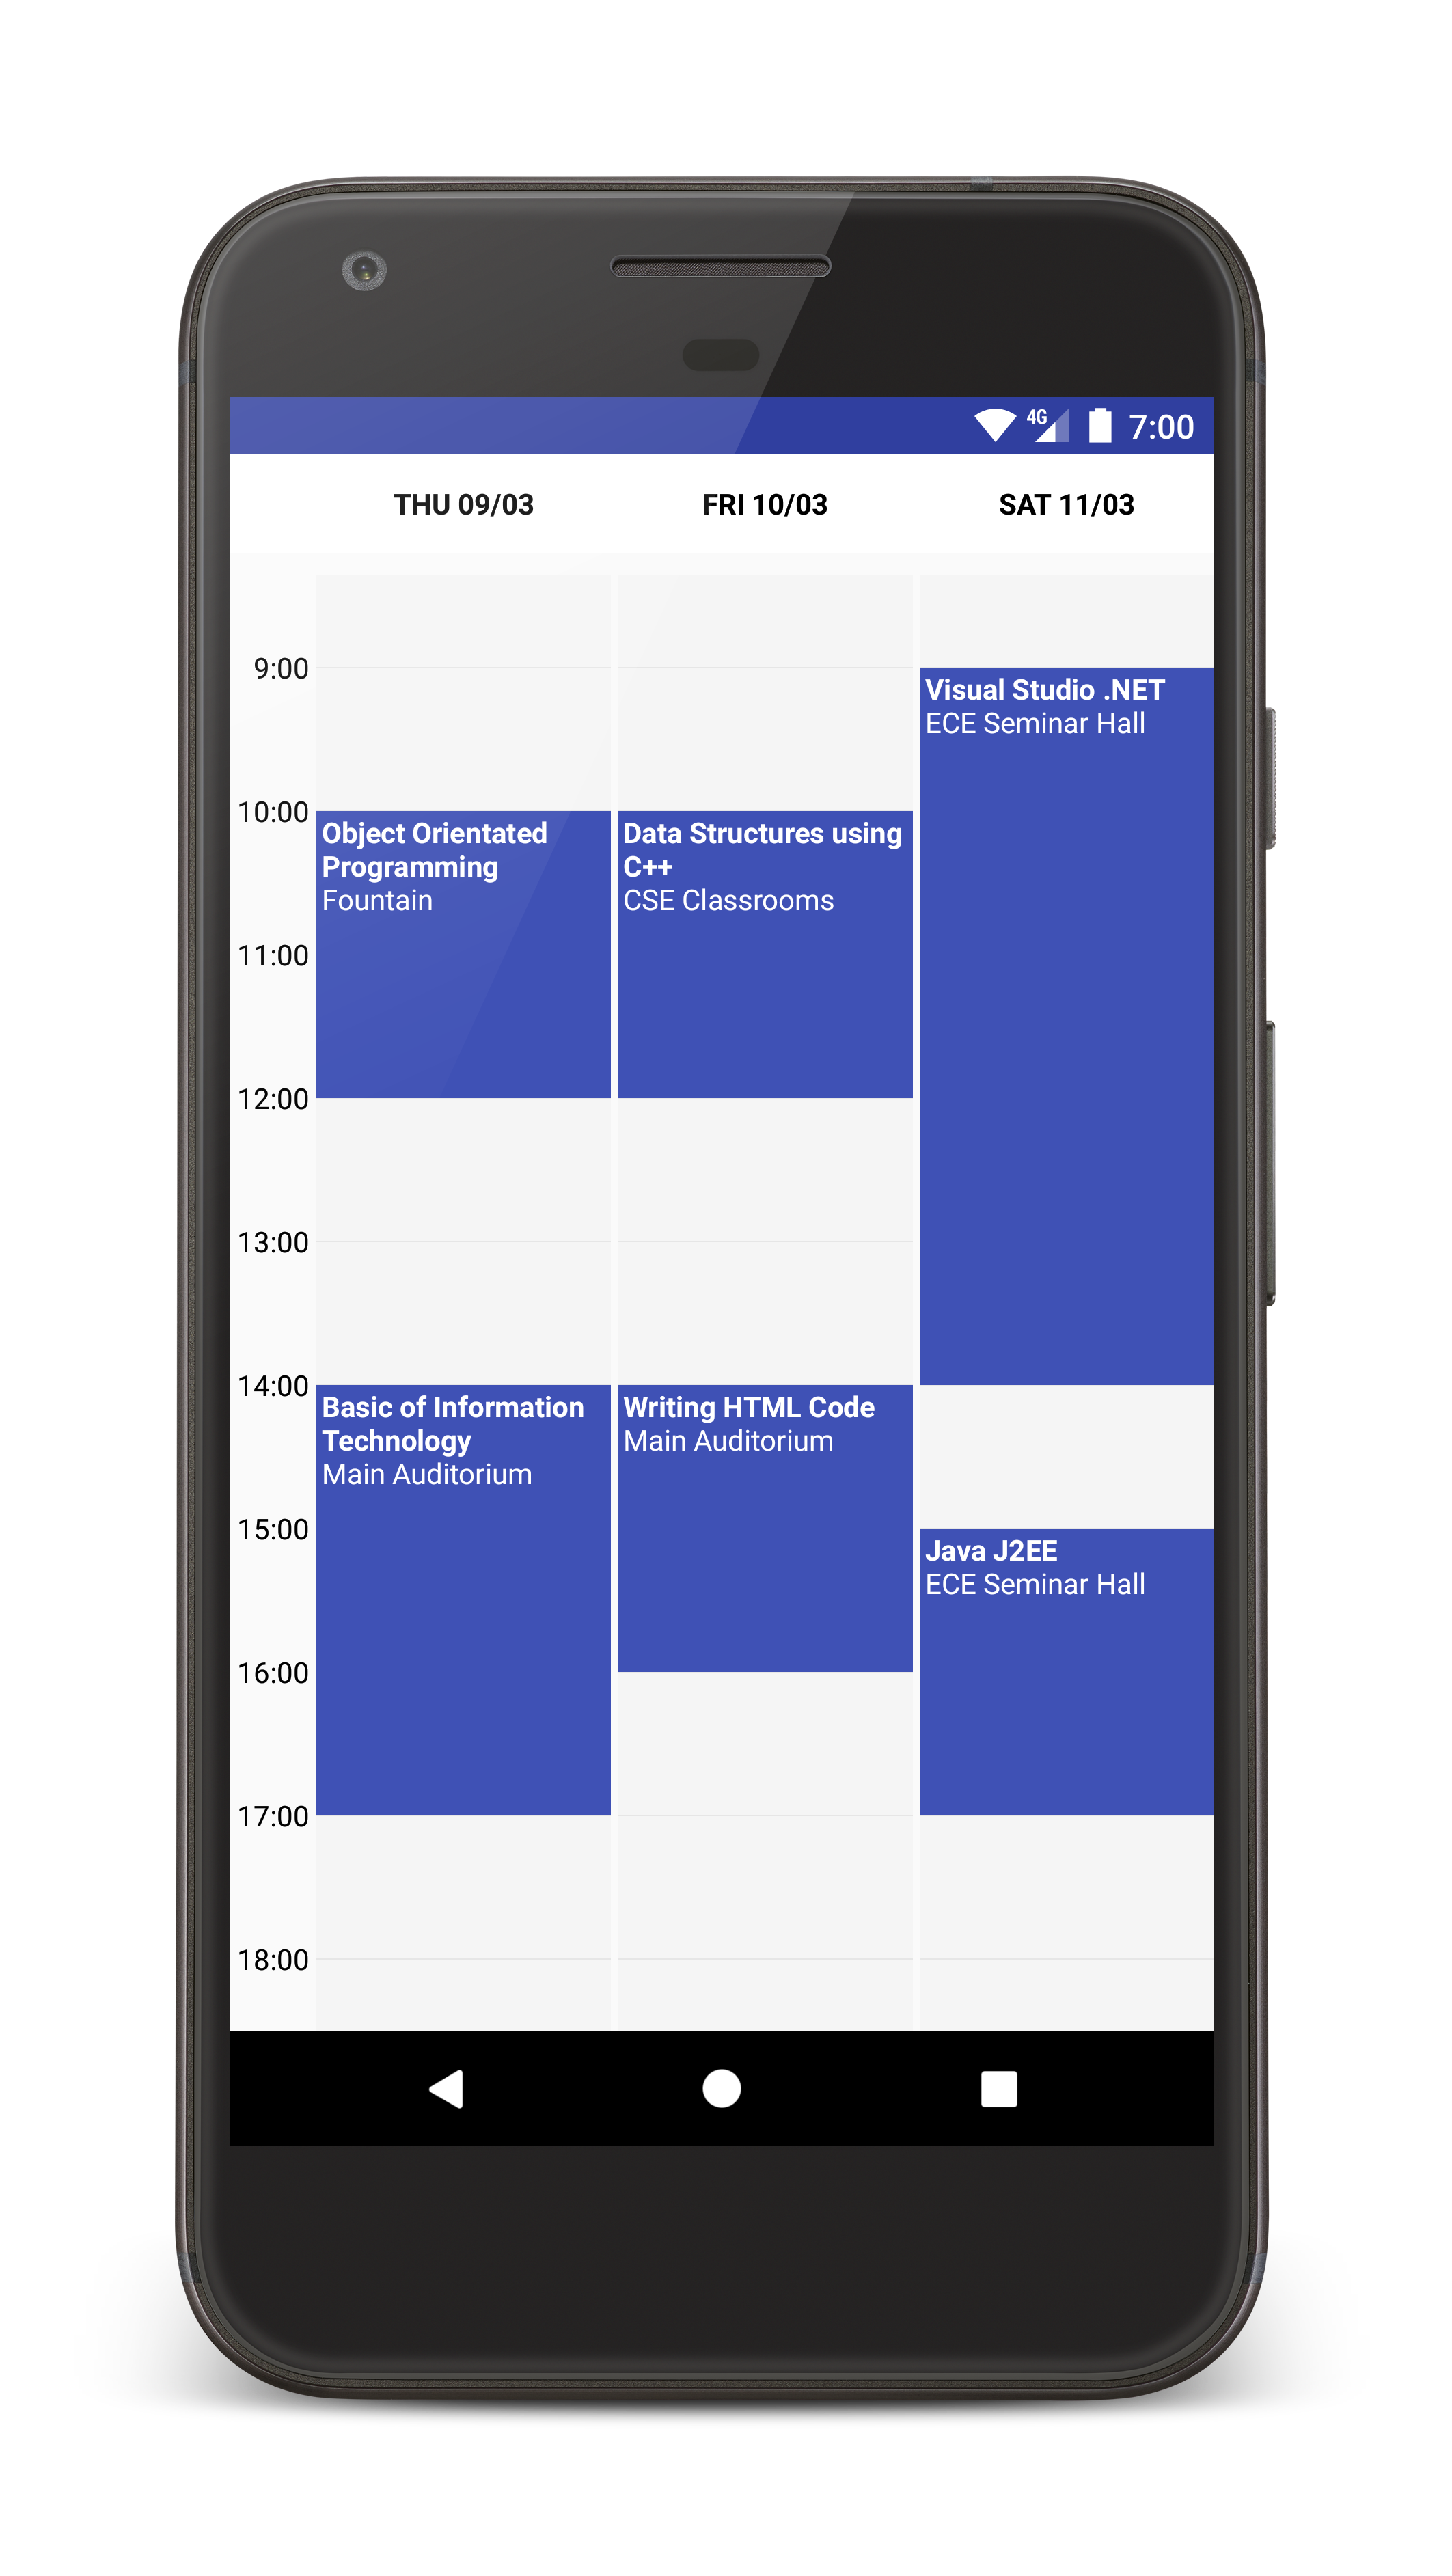 4G 7:00
THU 09/03 FRI 10/03 SAT 11/03
9:00
10:00
11:00
12:00
13:00
14:00
15:00
16:00
17:00
18:00
Object Orientated
Programming
Fountain
Basic of Information
Technology
Main Auditorium
Data Structures using
C++
CSE Classrooms
Writing HTML Code
Main Auditorium
Visual Studio .NET
ECE Seminar Hall
Java J2EE
ECE Seminar Hall